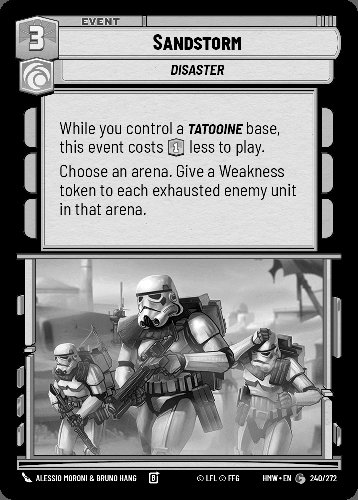 EVENT
3
SANDSTORM
DISASTER
While you control a TATOOINE base,
this event costs 1 less to play.
Choose an arena. Give a Weakness
token to each exhausted enemy unit
in that arena.
ALESSIO MORONI & BRUNO HANG
© LFL © FFG
HMW • EN
240/272